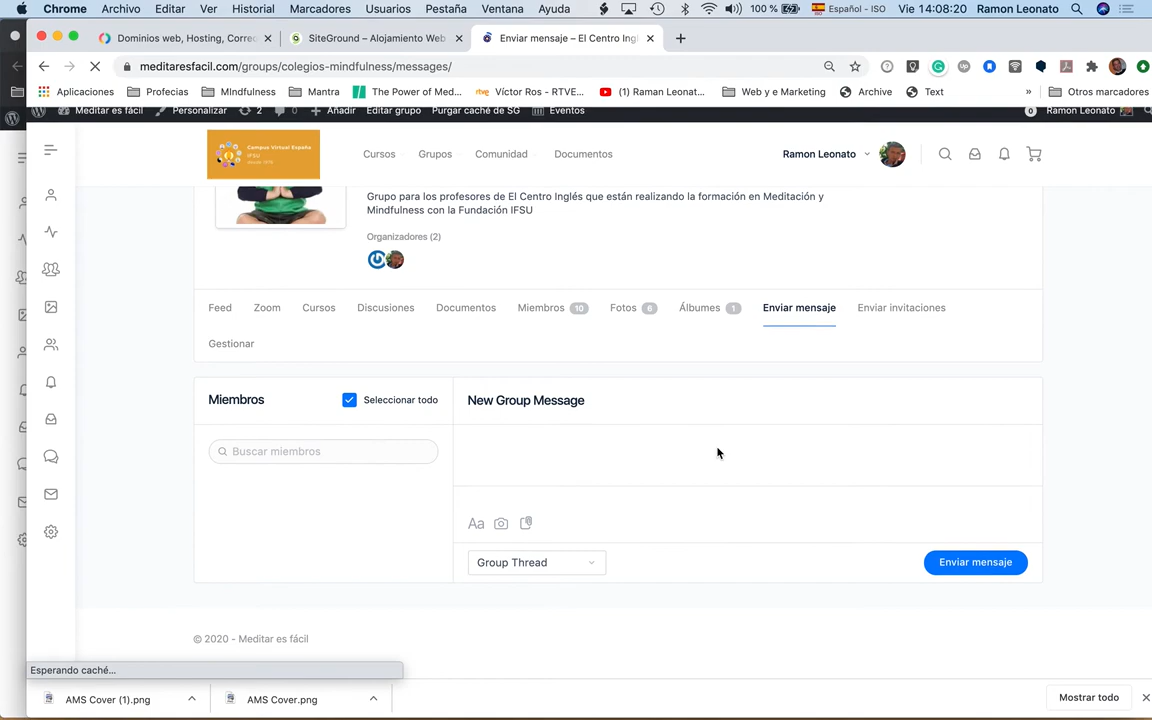 Chrome Archivo Editar Ver Historial Marcadores Usuarios Pestaña Ventana Ayuda 100 % Español - ISO Vie 14:08:20 Ramon Leonato
Dominios web, Hosting, Correo SiteGround – Alojamiento Web Enviar mensaje – El Centro Ingl
meditaresfacil.com/groups/colegios-mindfulness/messages/
Aplicaciones Profecias MIndfulness Mantra The Power of Med... Víctor Ros - RTVE... (1) Raman Leonat... Web y e Marketing Archive Text » Otros marcadores
Meditar es fácil Personalizar 2 0 Añadir Editar grupo Purgar caché de SG Eventos 0 Ramon Leonato
Campus Virtual España
IFSU
Cursos Grupos Comunidad Documentos Ramon Leonato
Grupo para los profesores de El Centro Inglés que están realizando la formación en Meditación y
Mindfulness con la Fundación IFSU
Organizadores (2)
Feed Zoom Cursos Discusiones Documentos Miembros 10 Fotos 6 Álbumes 1 Enviar mensaje Enviar invitaciones
Gestionar
Miembros Seleccionar todo New Group Message
Buscar miembros
Aa
Group Thread Enviar mensaje
© 2020 - Meditar es fácil
Esperando caché...
AMS Cover (1).png AMS Cover.png Mostrar todo